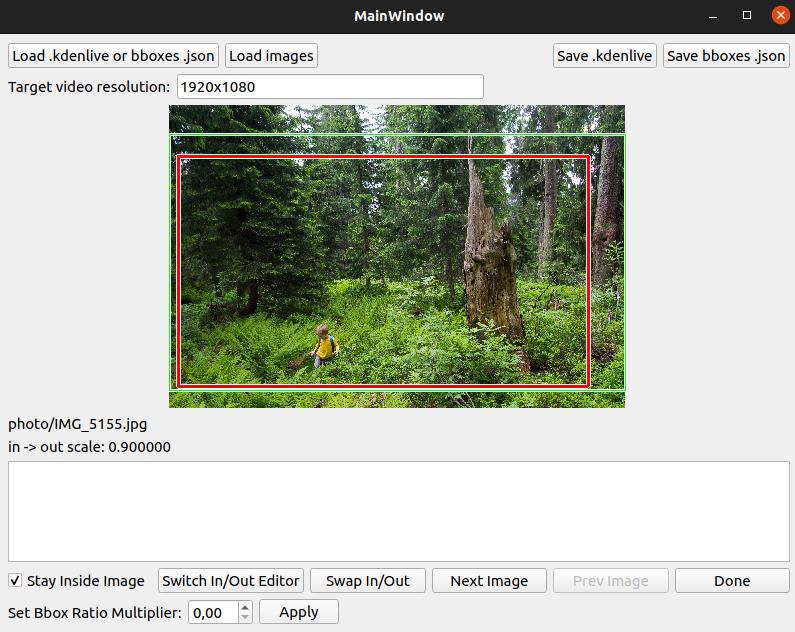 MainWindow
Load .kdenlive or bboxes .json Load images Save .kdenlive Save bboxes .json
Target video resolution: 1920x1080
photo/IMG_5155.jpg
in -> out scale: 0.900000
Stay Inside Image Switch In/Out Editor Swap In/Out Next Image Prev Image Done
Set Bbox Ratio Multiplier: 0,00 Apply